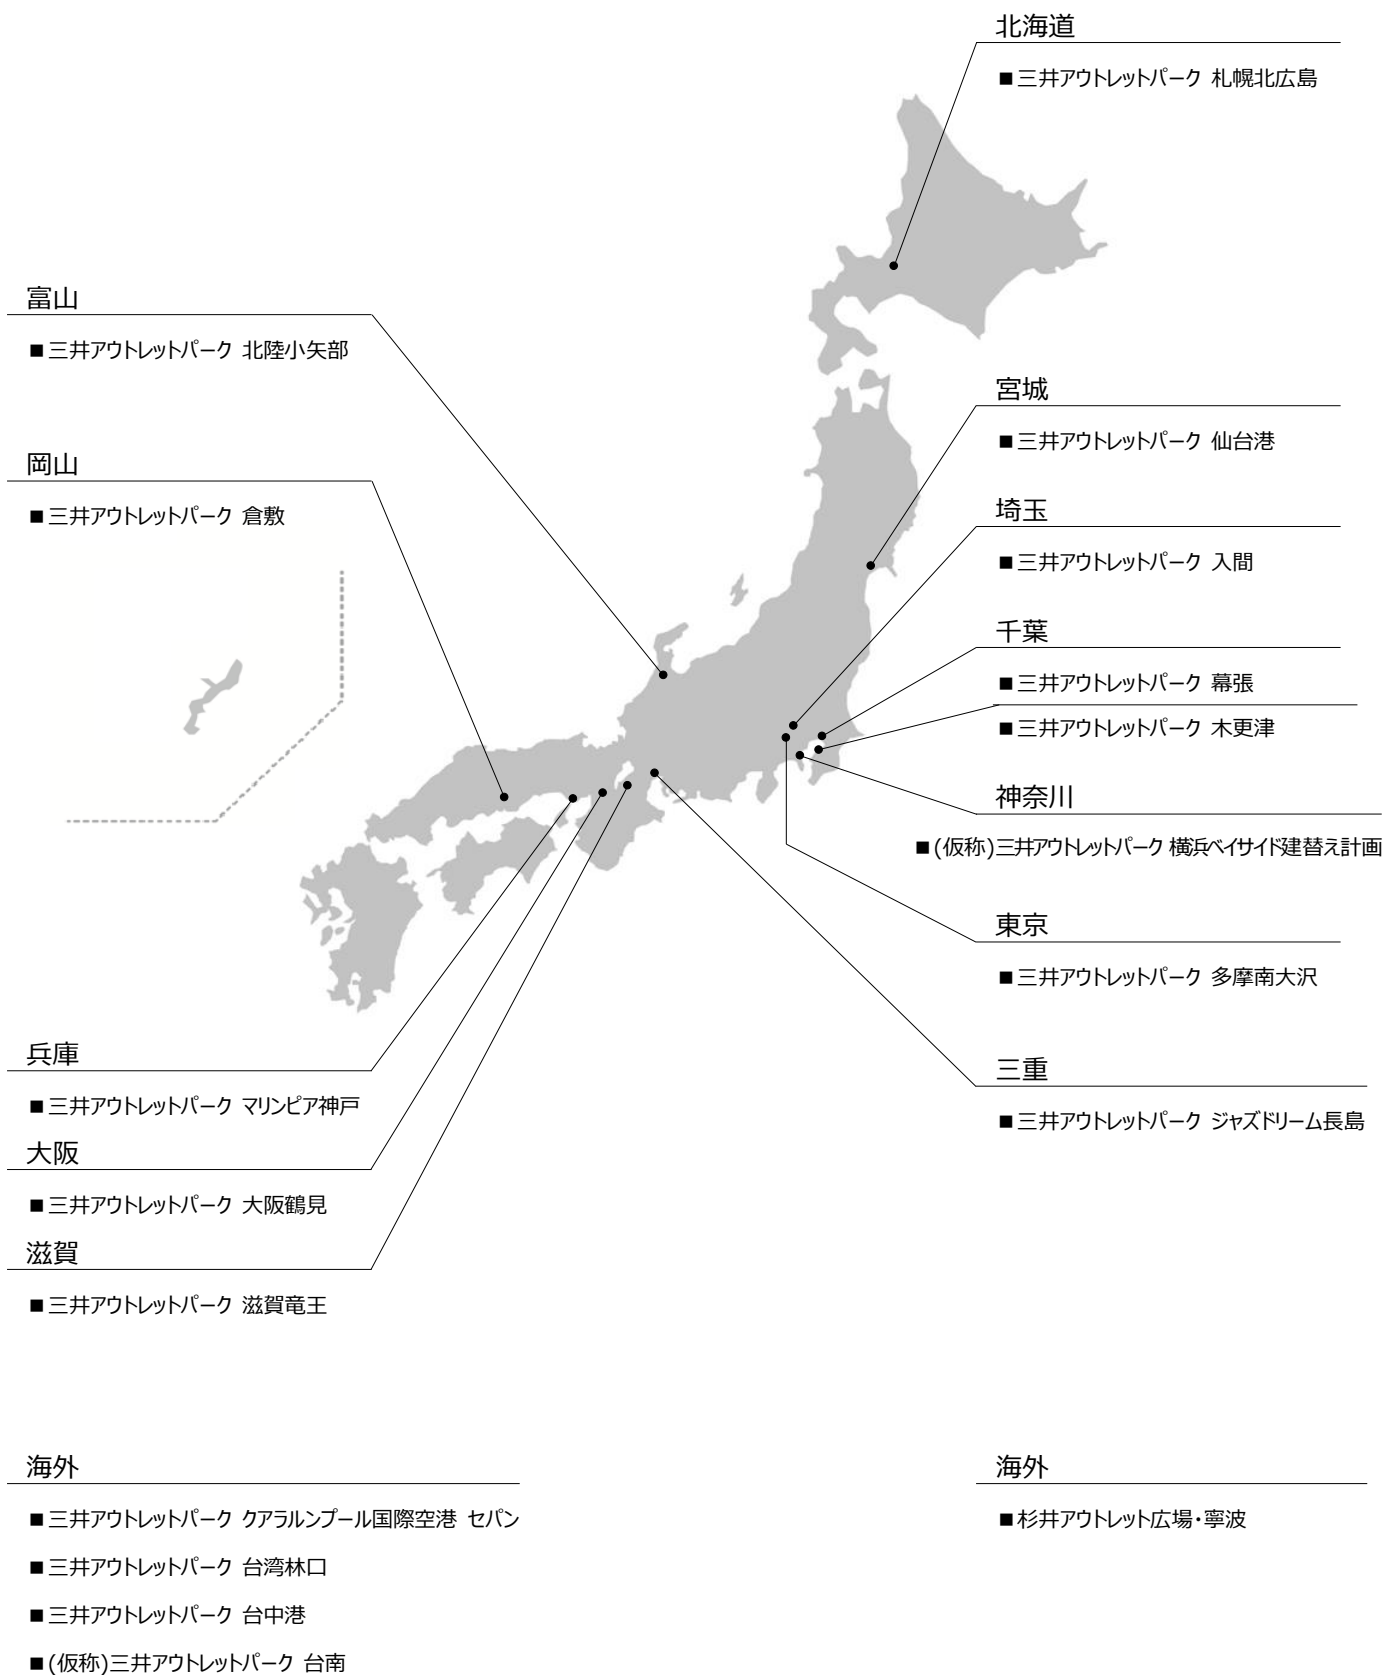 北海道
■三井アウトレットパーク 札幌北広島
富山
■三井アウトレットパーク 北陸小矢部
宮城
■三井アウトレットパーク 仙台港
岡山
■三井アウトレットパーク 倉敷
埼玉
■三井アウトレットパーク 入間
千葉
■三井アウトレットパーク 幕張
■三井アウトレットパーク 木更津
神奈川
■(仮称)三井アウトレットパーク 横浜ベイサイド建替え計画
東京
■三井アウトレットパーク 多摩南大沢
三重
■三井アウトレットパーク ジャズドリーム長島
兵庫
■三井アウトレットパーク マリンピア神戸
大阪
■三井アウトレットパーク 大阪鶴見
滋賀
■三井アウトレットパーク 滋賀竜王
海外
■三井アウトレットパーク クアラルンプール国際空港 セパン
■三井アウトレットパーク 台湾林口
■三井アウトレットパーク 台中港
■(仮称)三井アウトレットパーク 台南
海外
■杉井アウトレット広場・寧波